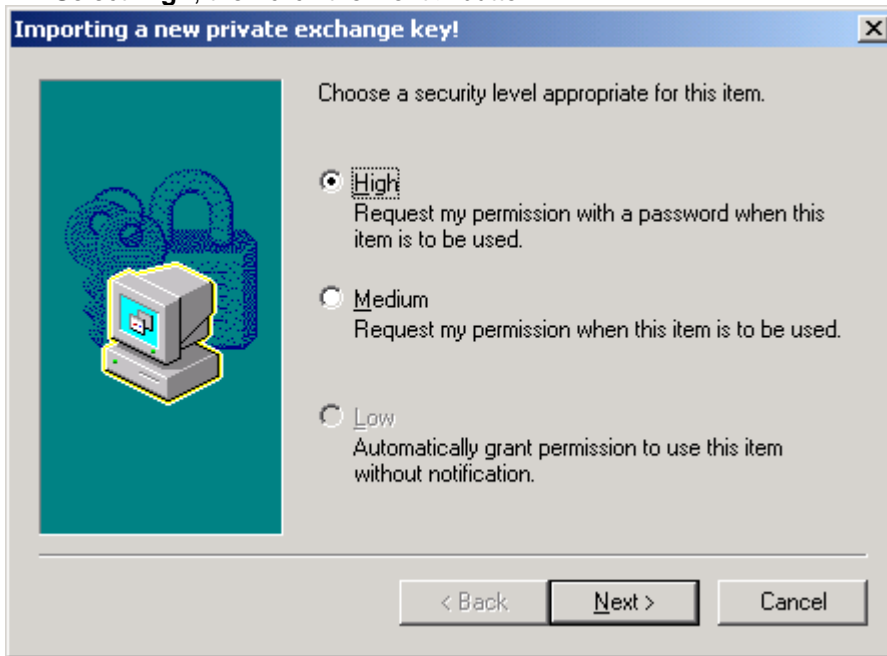 Importing a new private exchange key!
Choose a security level appropriate for this item.
High
Request my permission with a password when this
item is to be used.
Medium
Request my permission when this item is to be used.
Low
Automatically grant permission to use this item
without notification.
< Back Next > Cancel